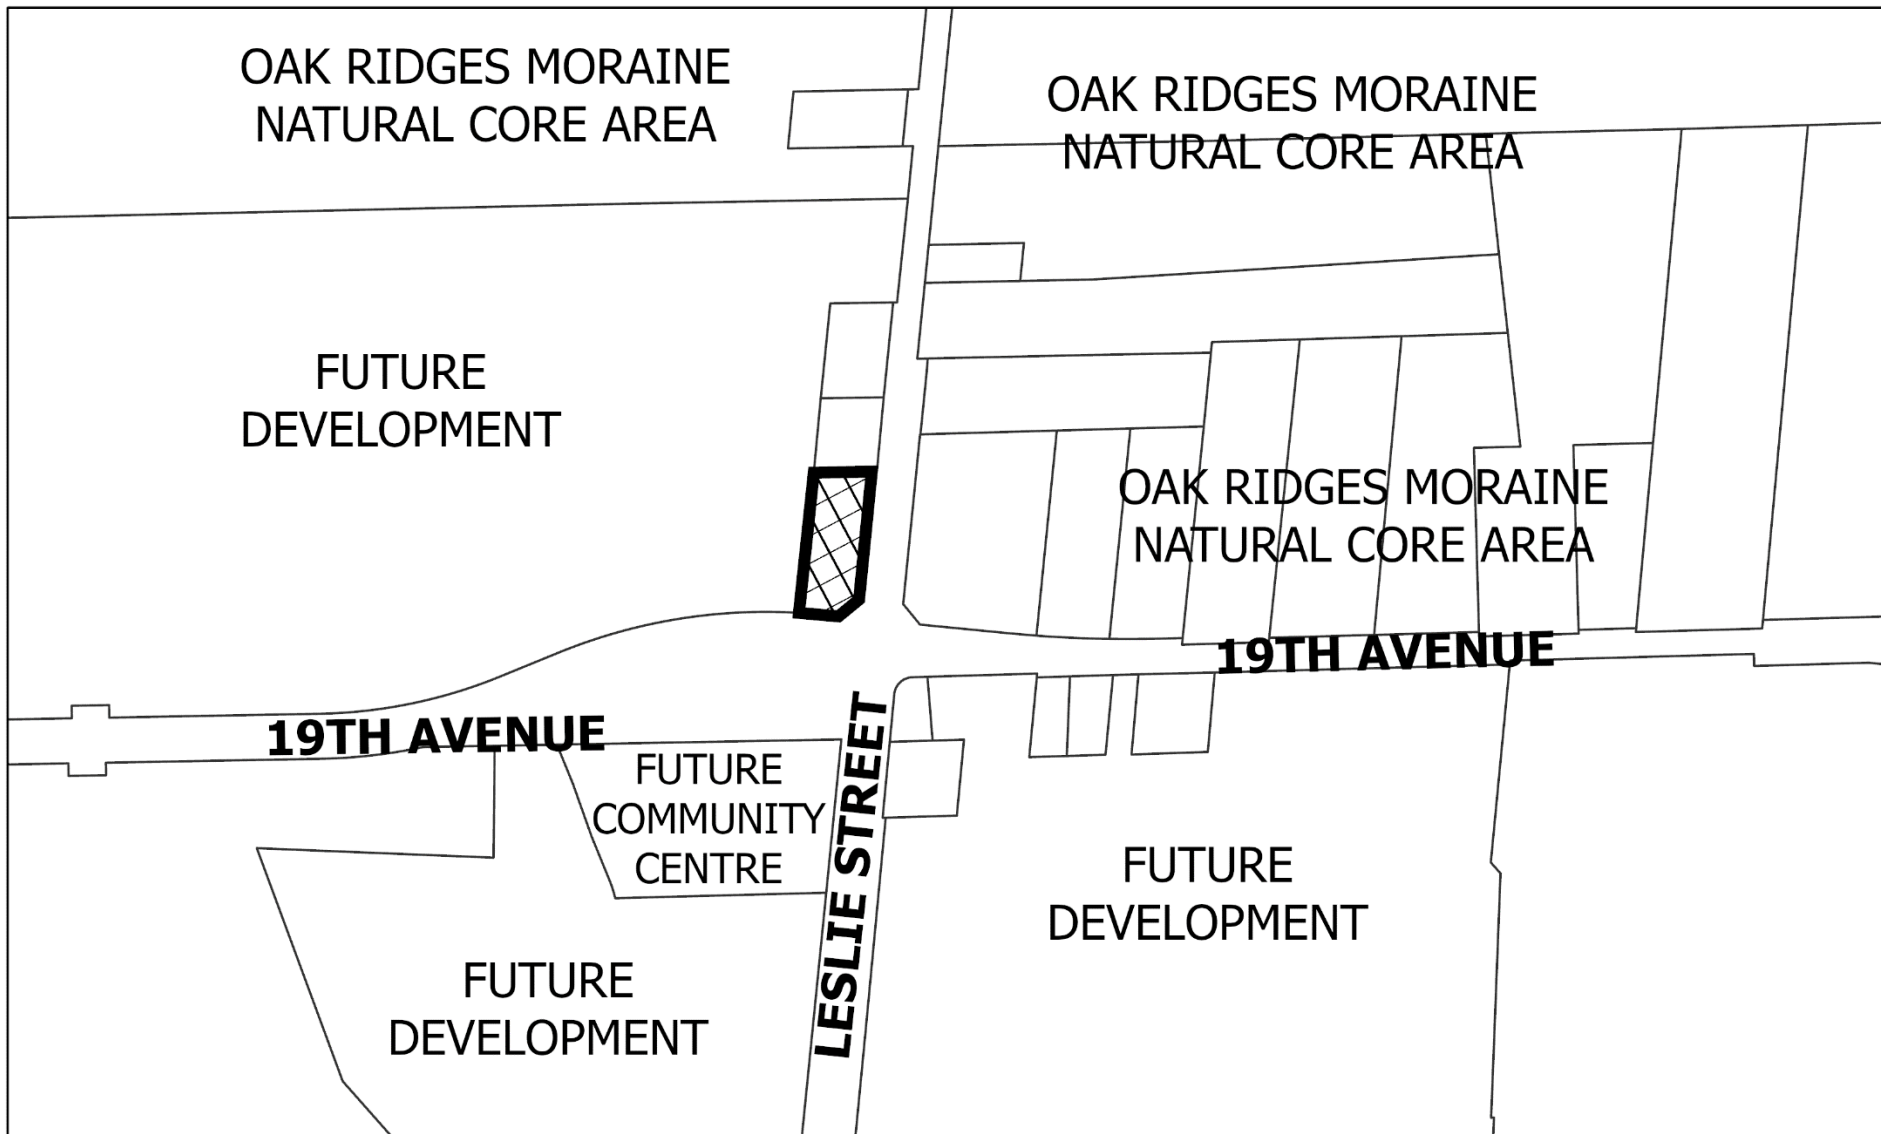 OAK RIDGES MORAINE
NATURAL CORE AREA
OAK RIDGES MORAINE
NATURAL CORE AREA
FUTURE
DEVELOPMENT
OAK RIDGES MORAINE
NATURAL CORE AREA
19TH AVENUE
19TH AVENUE
FUTURE
COMMUNITY
CENTRE
LESLIE STREET
FUTURE
DEVELOPMENT
FUTURE
DEVELOPMENT